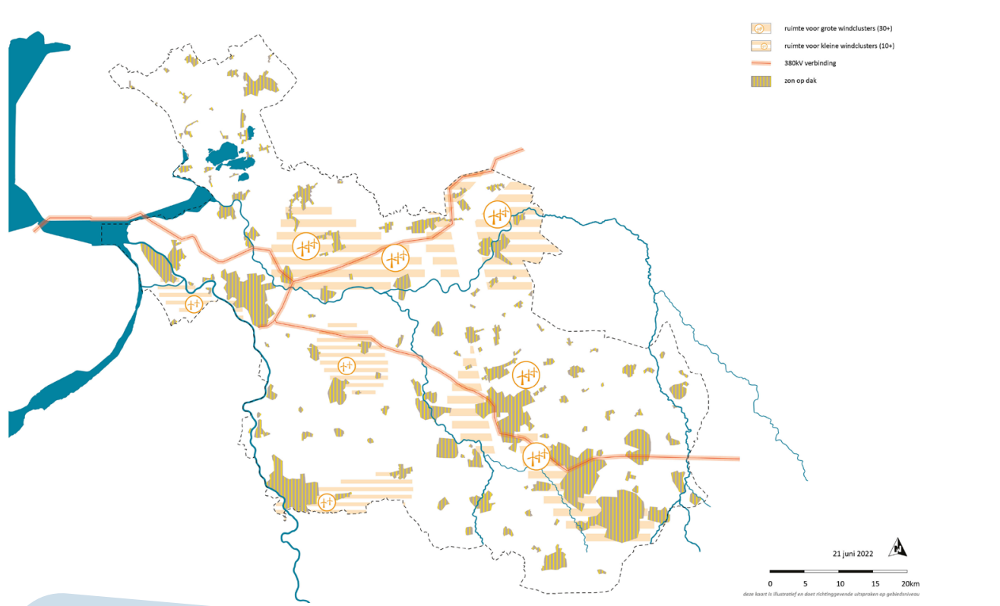 ruimte voor grote windclusters (30+)
ruimte voor kleine windclusters (10+)
380kV verbinding
zon op dak
21 juni 2022
N
0 5 10 15 20km
deze kaart is illustratief en doet richtinggevende uitspraken op gebiedsniveau